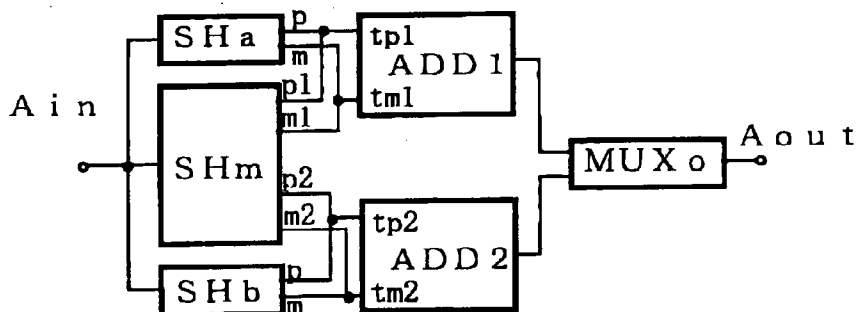 SHa
p
m
tp1
ADD1
tm1
Ain
p1
m1
SHm
p2
m2
MUXo
Aout
tp2
ADD2
tm2
SHb
p
m